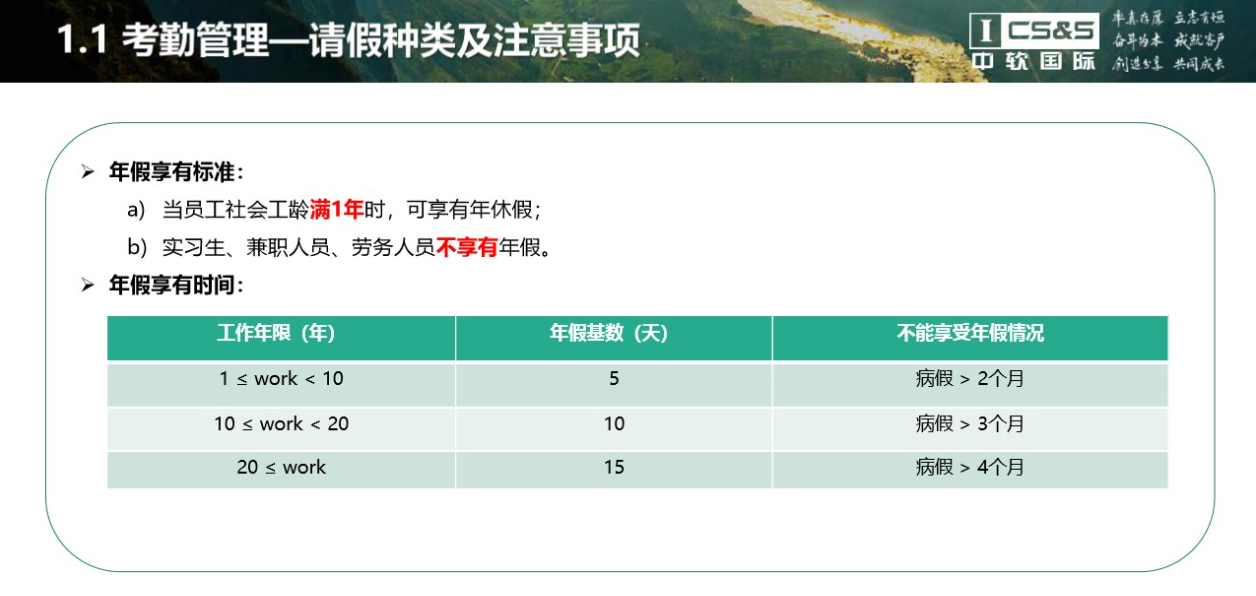 1.1 考勤管理—请假种类及注意事项
I CS&S
中软国际
率真存厚 立志有恒
奋斗为本 成就客户
创造分享 共同成长
➢ 年假享有标准：
a) 当员工社会工龄满1年时，可享有年休假；
b) 实习生、兼职人员、劳务人员不享有年假。
➢ 年假享有时间：
工作年限（年） 年假基数（天） 不能享受年假情况
1 ≤ work < 10 5 病假 > 2个月
10 ≤ work < 20 10 病假 > 3个月
20 ≤ work 15 病假 > 4个月